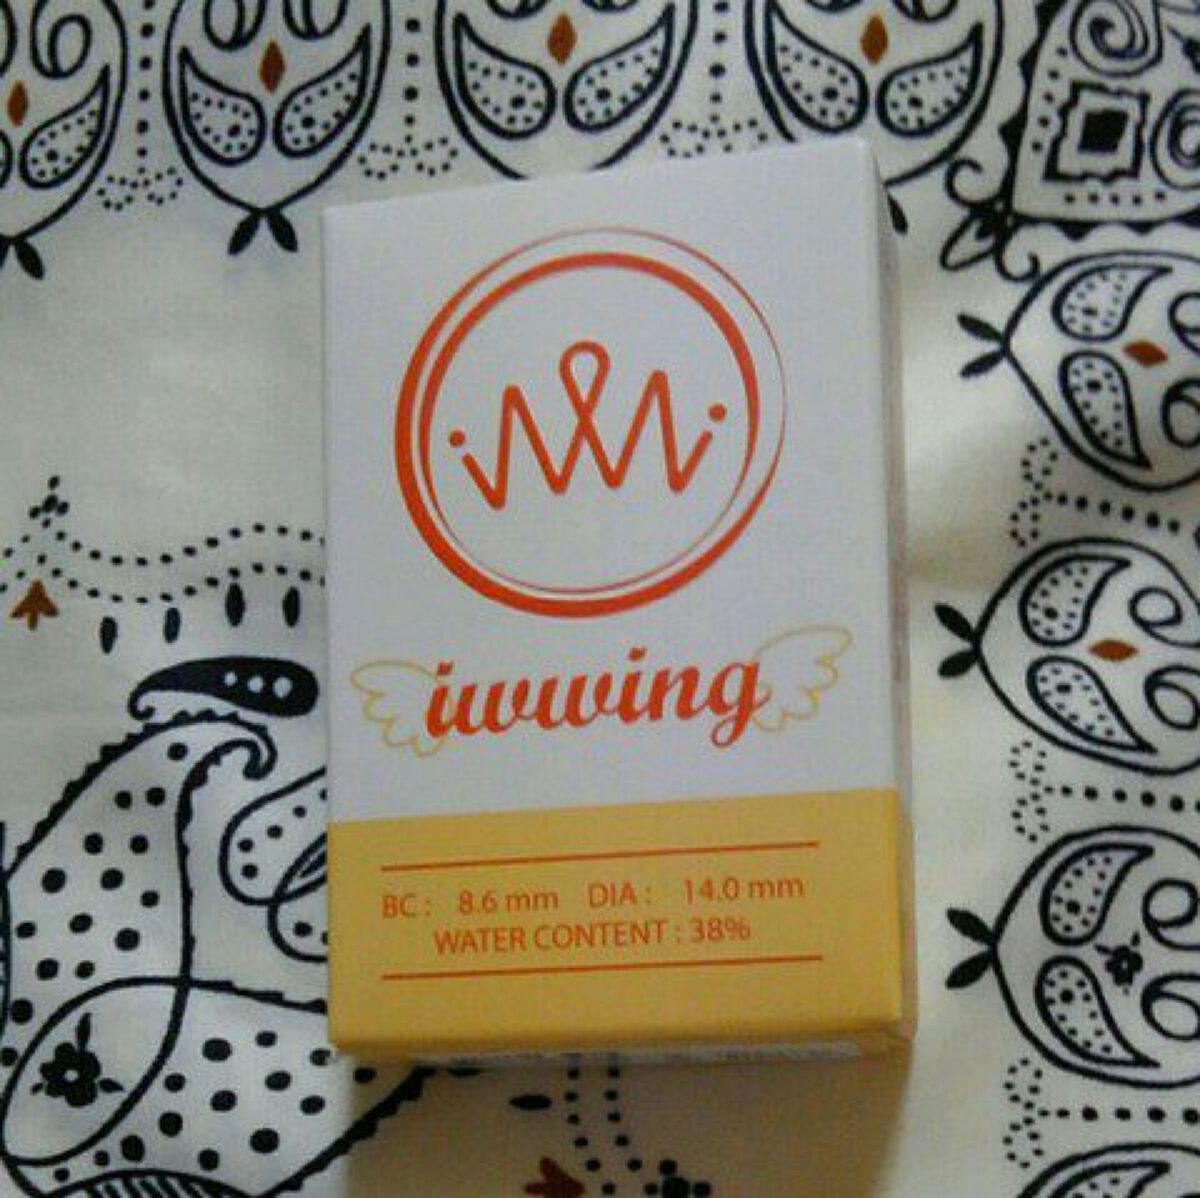 iwwing
BC : 8.6 mm DIA : 14.0 mm
WATER CONTENT : 38%